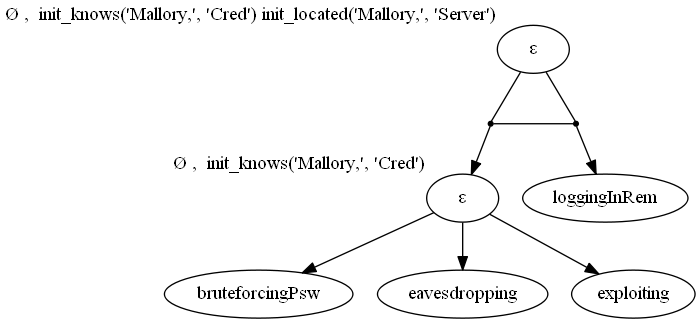 Ø , init_knows('Mallory,', 'Cred') init_located('Mallory,', 'Server')
ε
Ø , init_knows('Mallory,', 'Cred')
ε
loggingInRem
bruteforcingPsw
eavesdropping
exploiting